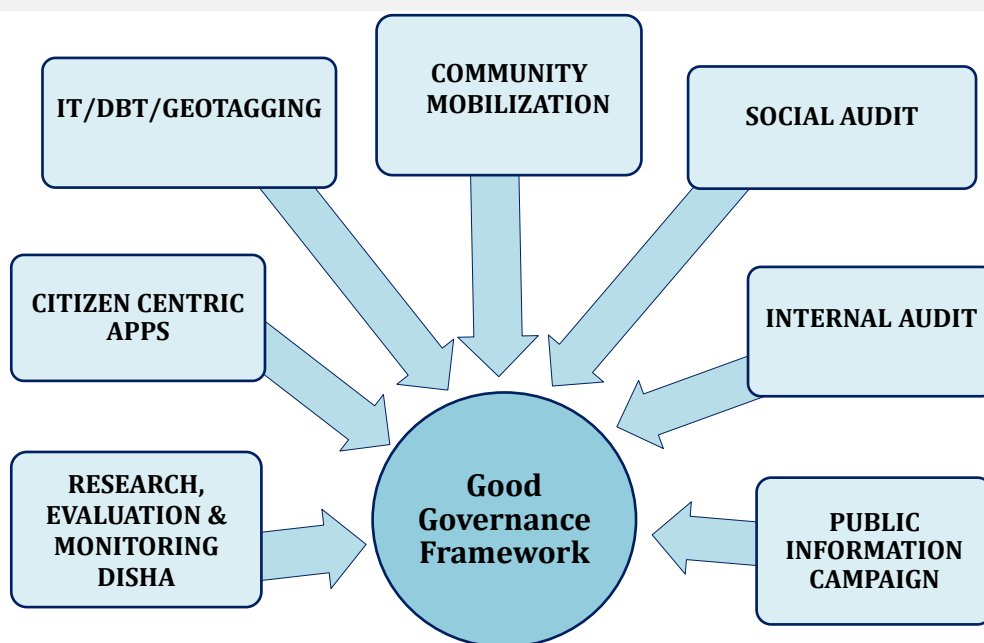 COMMUNITY
MOBILIZATION
IT/DBT/GEOTAGGING
SOCIAL AUDIT
CITIZEN CENTRIC
APPS
INTERNAL AUDIT
RESEARCH,
EVALUATION &
MONITORING
DISHA
Good
Governance
Framework
PUBLIC
INFORMATION
CAMPAIGN